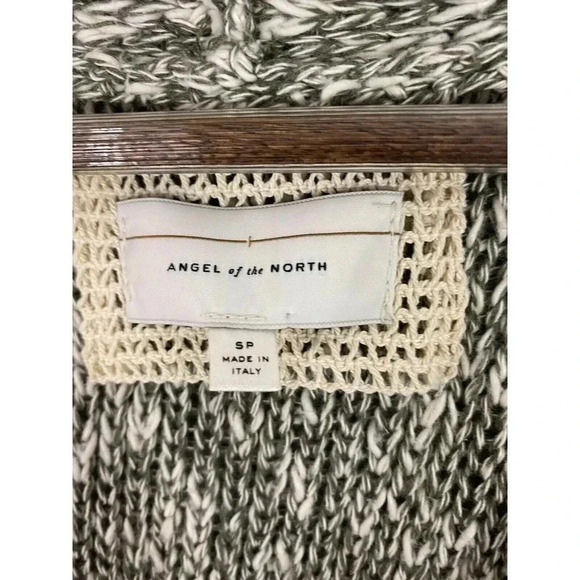 ANGEL of the NORTH
SP
MADE IN
ITALY